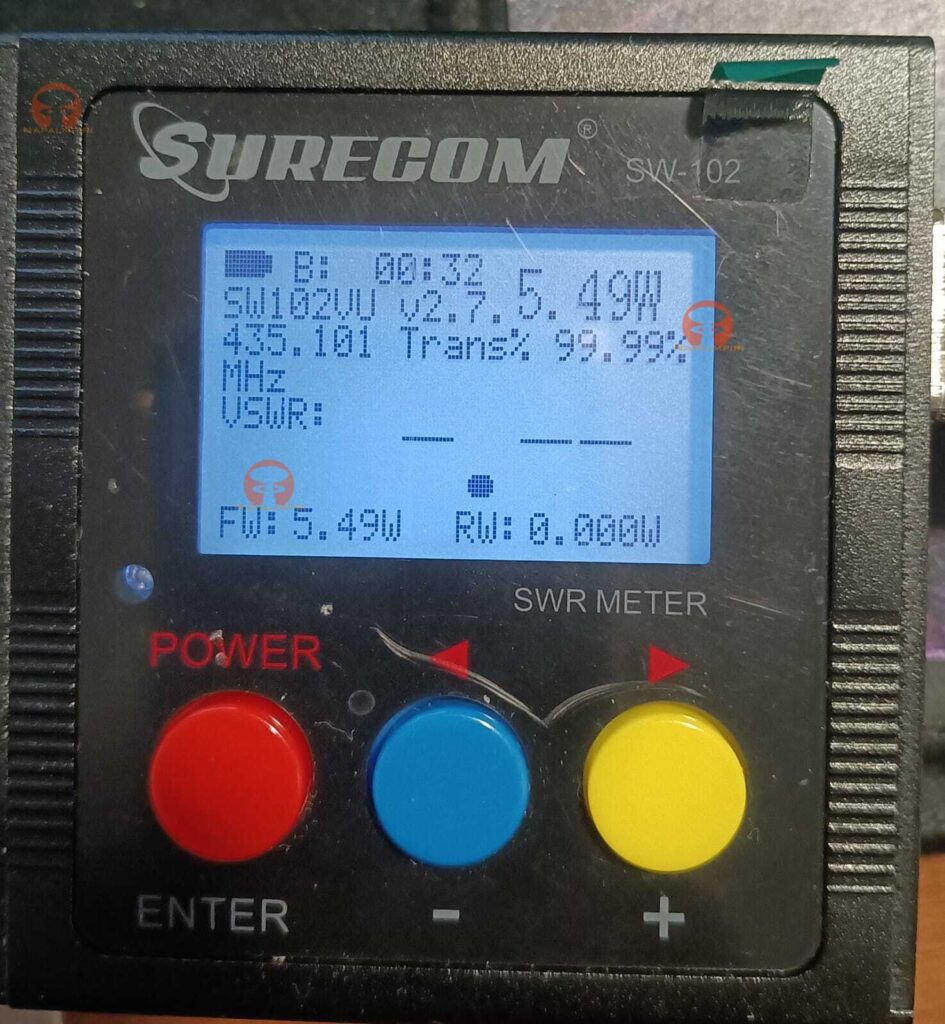 SURECOM®
SW-102
B: 00:32
5.49W
SW102VU v2.7.
435.101 Trans% 99.99%
MHz
VSWR:
— ——
FW: 5.49W RW: 0.000W
SWR METER
POWER
ENTER - +